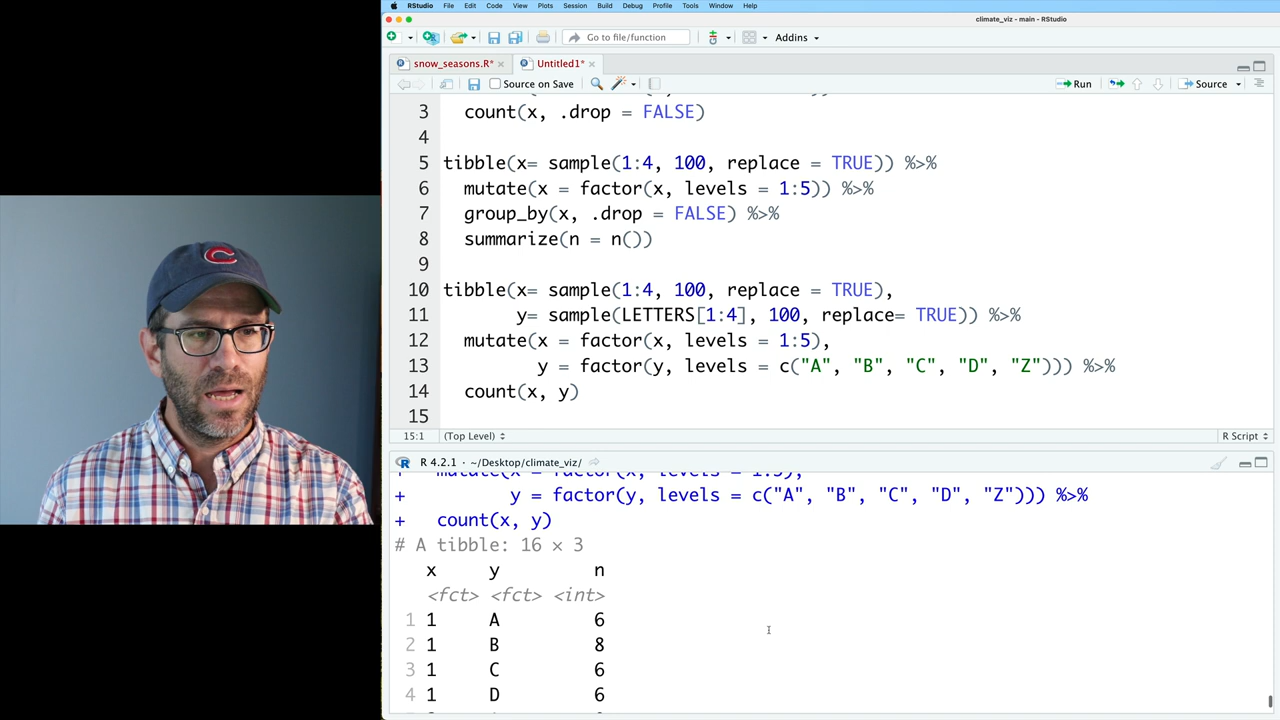 RStudio File Edit Code View Plots Session Build Debug Profile Tools Window Help
climate_viz - main - RStudio
Go to file/function Addins
snow_seasons.R* Untitled1*
Source on Save Run Source
3 count(x, .drop = FALSE)
4
5 tibble(x= sample(1:4, 100, replace = TRUE)) %>%
6 mutate(x = factor(x, levels = 1:5)) %>%
7 group_by(x, .drop = FALSE) %>%
8 summarize(n = n())
9
10 tibble(x= sample(1:4, 100, replace = TRUE),
11 y= sample(LETTERS[1:4], 100, replace= TRUE)) %>%
12 mutate(x = factor(x, levels = 1:5),
13 y = factor(y, levels = c("A", "B", "C", "D", "Z"))) %>%
14 count(x, y)
15
15:1 (Top Level) R Script
R 4.2.1 · ~/Desktop/climate_viz/
+ mutate(x = factor(x, levels = 1:5),
+ y = factor(y, levels = c("A", "B", "C", "D", "Z"))) %>%
+ count(x, y)
# A tibble: 16 × 3
x y n
<fct> <fct> <int>
1 1 A 6
2 1 B 8
3 1 C 6
4 1 D 6